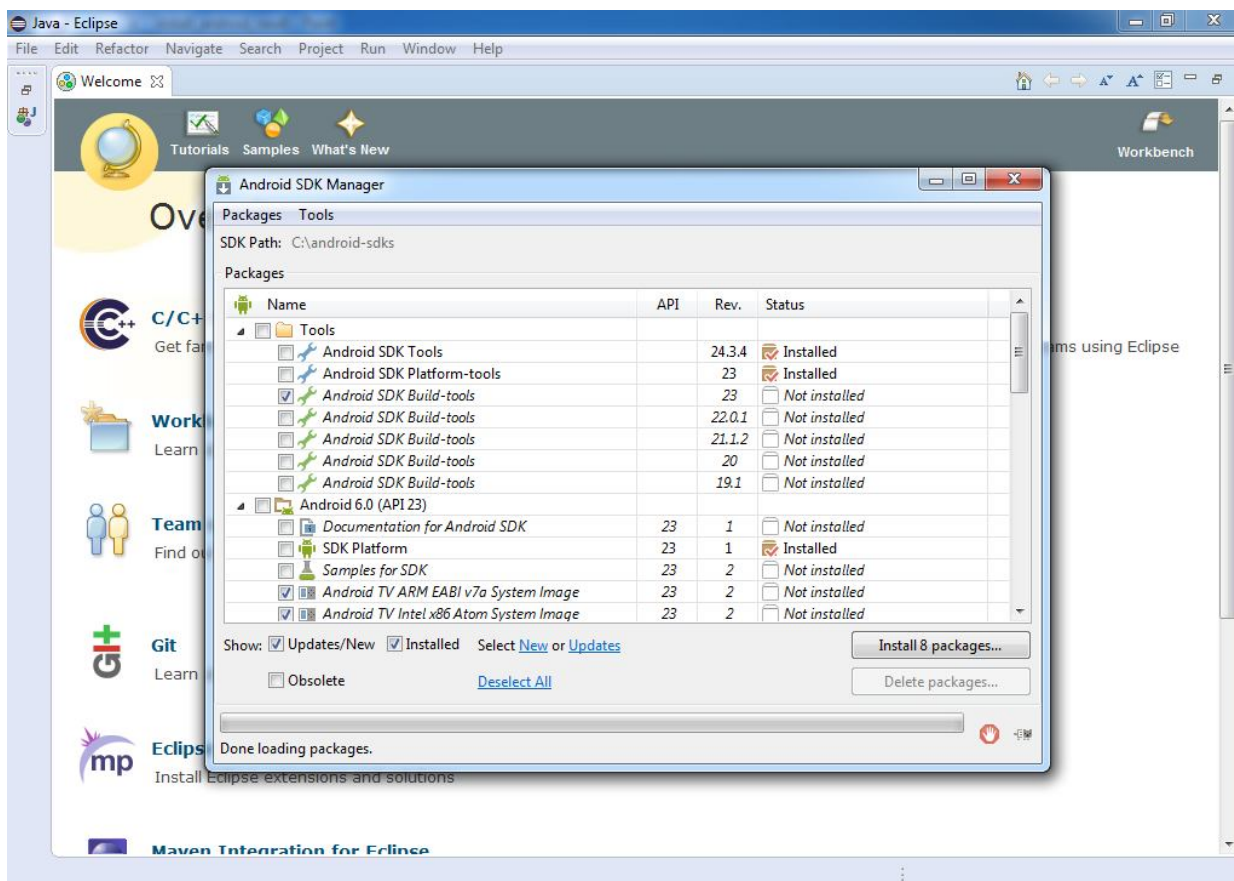 Java - Eclipse
File Edit Refactor Navigate Search Project Run Window Help
Welcome
Tutorials Samples What's New
Workbench
Android SDK Manager
Packages Tools
SDK Path: C:\android-sdks
Packages
Name API Rev. Status
Tools
Android SDK Tools 24.3.4 Installed
Android SDK Platform-tools 23 Installed
Android SDK Build-tools 23 Not installed
Android SDK Build-tools 22.0.1 Not installed
Android SDK Build-tools 21.1.2 Not installed
Android SDK Build-tools 20 Not installed
Android SDK Build-tools 19.1 Not installed
Android 6.0 (API 23)
Documentation for Android SDK 23 1 Not installed
SDK Platform 23 1 Installed
Samples for SDK 23 2 Not installed
Android TV ARM EABI v7a System Image 23 2 Not installed
Android TV Intel x86 Atom System Image 23 2 Not installed
Show: Updates/New Installed Select New or Updates
Install 8 packages...
Obsolete Deselect All
Delete packages...
Done loading packages.
Ove
C/C+
C++
Get far
ams using Eclipse
Work
Learn
Team
Find ou
Git
git
Learn
Eclips
mp
Install Eclipse extensions and solutions
Maven Integration for Eclipse